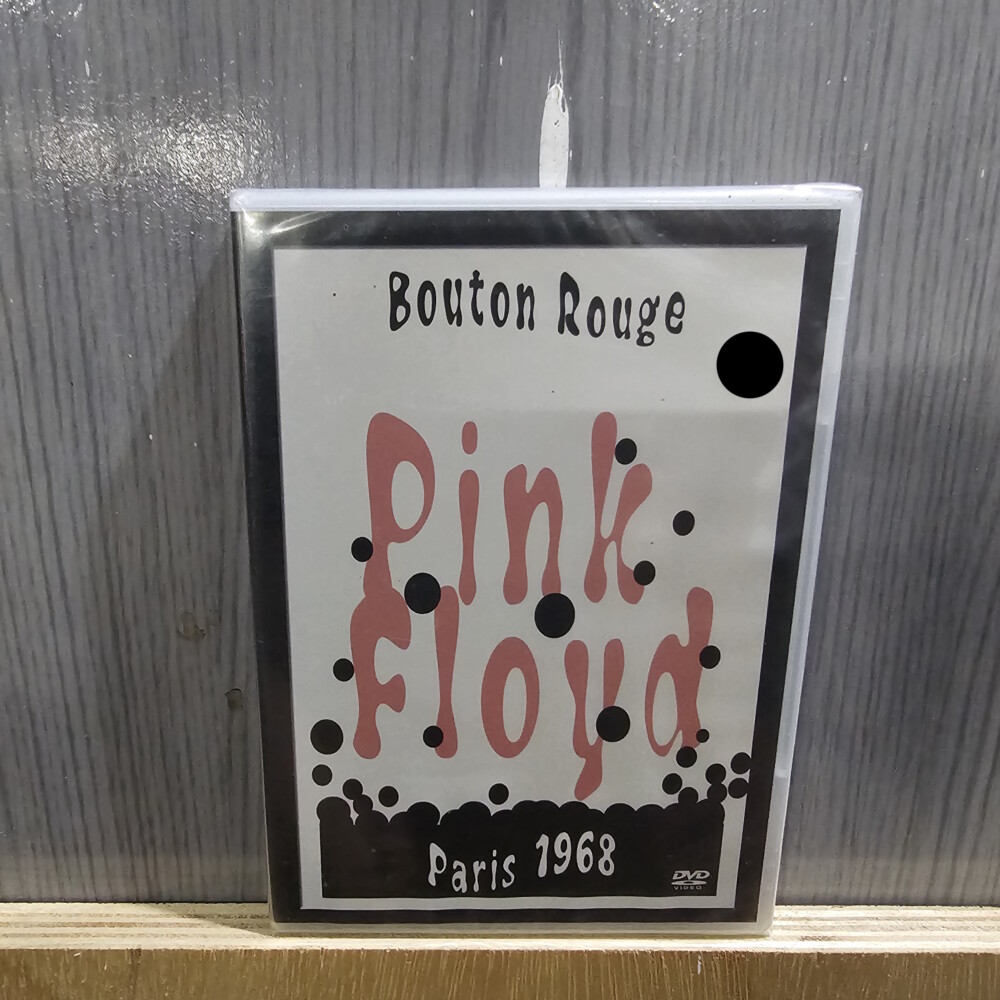 Bouton Rouge
Pink
Floyd
Paris 1968
DVD
VIDEO